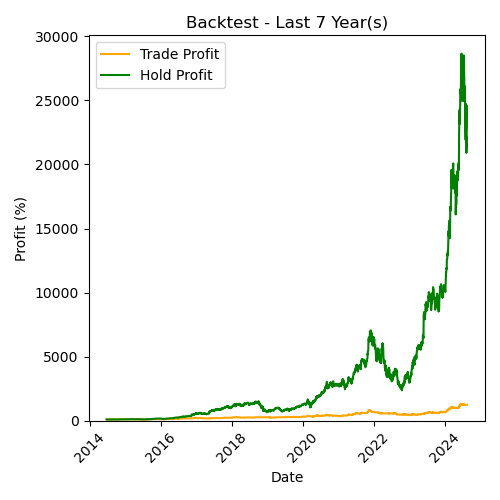 Backtest - Last 7 Year(s)
Trade Profit
Hold Profit
Profit (%)
30000
25000
20000
15000
10000
5000
0
2014
2016
2018
2020
2022
2024
Date